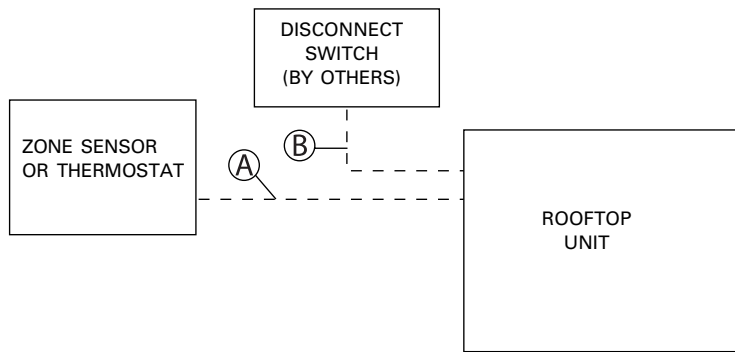 DISCONNECT
SWITCH
(BY OTHERS)
ZONE SENSOR
OR THERMOSTAT
B
A
ROOFTOP
UNIT